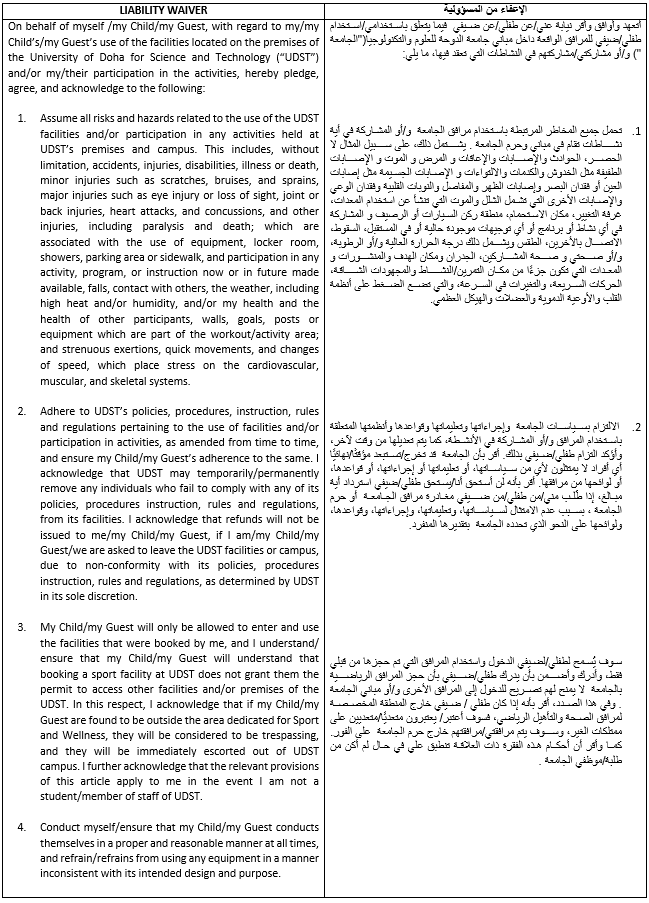 LIABILITY WAIVER
On behalf of myself /my Child/my Guest, with regard to my/my
Child's/my Guest's use of the facilities located on the premises of
the University of Doha for Science and Technology ("UDST")
and/or my/their participation in the activities, hereby pledge,
agree, and acknowledge to the following:
1. Assume all risks and hazards related to the use of the UDST
facilities and/or participation in any activities held at
UDST's premises and campus. This includes, without
limitation, accidents, injuries, disabilities, illness or death,
minor injuries such as scratches, bruises, and sprains,
major injuries such as eye injury or loss of sight, joint or
back injuries, heart attacks, and concussions, and other
injuries, including paralysis and death; which are
associated with the use of equipment, locker room,
showers, parking area or sidewalk, and participation in any
activity, program, or instruction now or in future made
available, falls, contact with others, the weather, including
high heat and/or humidity, and/or my health and the
health of other participants, walls, goals, posts or
equipment which are part of the workout/activity area;
and strenuous exertions, quick movements, and changes
of speed, which place stress on the cardiovascular,
muscular, and skeletal systems.
2. Adhere to UDST's policies, procedures, instruction, rules
and regulations pertaining to the use of facilities and/or
participation in activities, as amended from time to time,
and ensure my Child/my Guest's adherence to the same. I
acknowledge that UDST may temporarily/permanently
remove any individuals who fail to comply with any of its
policies, procedures instruction, rules and regulations,
from its facilities. I acknowledge that refunds will not be
issued to me/my Child/my Guest, if I am/my Child/my
Guest/we are asked to leave the UDST facilities or campus,
due to non-conformity with its policies, procedures
instruction, rules and regulations, as determined by UDST
in its sole discretion.
3. My Child/my Guest will only be allowed to enter and use
the facilities that were booked by me, and I understand/
ensure that my Child/my Guest will understand that
booking a sport facility at UDST does not grant them the
permit to access other facilities and/or premises of the
UDST. In this respect, I acknowledge that if my Child/my
Guest are found to be outside the area dedicated for Sport
and Wellness, they will be considered to be trespassing,
and they will be immediately escorted out of UDST
campus. I further acknowledge that the relevant provisions
of this article apply to me in the event I am not a
student/member of staff of UDST.
4. Conduct myself/ensure that my Child/my Guest conducts
themselves in a proper and reasonable manner at all times,
and refrain/refrains from using any equipment in a manner
inconsistent with its intended design and purpose.
الإعفاء من المسؤولية
أتعهد وأوافق وأقر نيابة عني/عن طفلي/عن ضيفي فيما يتعلق باستخدامي/استخدام
طفلي/ضيفي للمرافق الواقعة داخل مباني جامعة الدوحة للعلوم والتكنولوجيا("الجامعة
") و/أو مشاركتي/مشاركتهم في النشاطات التي تعقد فيها، ما يلي:
1. تحمل جميع المخاطر المرتبطة باستخدام مرافق الجامعة و/أو المشاركة في أية
نشاطات تقام في مباني وحرم الجامعة . يشتمل ذلك، على سبيل المثال لا
الحصر، الحوادث والإصابات والإعاقات و المرض و الموت و الإصابات
الطفيفة مثل الخدوش والكدمات والالتواءات و الإصابات الجسيمة مثل إصابات
العين أو فقدان البصر وإصابات الظهر والمفاصل والنوبات القلبية وفقدان الوعي
والإصابات الأخرى التي تشمل الشلل والموت التي تنشأ عن استخدام المعدات،
غرفة التغيير، مكان الاستحمام، منطقة ركن السيارات أو الرصيف و المشاركة
في أي نشاط أو برنامج أو أي توجيهات موجودة حالية أو في المستقبل، السقوط،
الاتصال بالآخرين، الطقس ويشمل ذلك درجة الحرارة العالية و/أو الرطوبة،
و/أو صحتي و صحة المشاركين، الجدران ومكان الهدف والمنشورات و
المعدات التي تكون جزءًا من مكان التمرين/النشاط والمجهودات الشاقة،
الحركات السريعة، والتغيرات في السرعة، والتي تضع الضغط على أنظمة
القلب والأوعية الدموية والعضلات والهيكل العظمي.
2. الالتزام بسياسات الجامعة وإجراءاتها وتعليماتها وقواعدها وأنظمتها المتعلقة
باستخدام المرافق و/أو المشاركة في الأنشطة، كما يتم تعديلها من وقت لآخر،
وأؤكد التزام طفلي/ضيفي بذلك. أقر بأن الجامعة قد تخرج/تستبعد مؤقتًا/نهائيًا
أي أفراد لا يمتثلون لأي من سياساتها، أو تعليماتها أو إجراءاتها، أو قواعدها،
أو لوائحها من مرافقها. أقر بأنه لن أستحق أنا/يستحق طفلي/ضيفي استرداد أية
مبالغ، إذا طلب مني/من طفلي/من ضيفي مغادرة مرافق الجامعة أو حرم
الجامعة ، بسبب عدم الامتثال لسياساتها، وتعليماتها، وإجراءاتها، وقواعدها،
ولوائحها على النحو الذي تحدده الجامعة بتقديرها المنفرد.
سوف يُسمح لطفلي/لضيفي الدخول واستخدام المرافق التي تم حجزها من قبلي
فقط، وأدرك وأضمن بأن يدرك طفلي/ضيفي بأن حجز المرافق الرياضية
بالجامعة لا يمنح لهم تصريح للدخول إلى المرافق الأخرى و/أو مباني الجامعة
. وفي هذا الصدد، أقر بأنه إذا كان طفلي / ضيفي خارج المنطقة المخصصة
لمرافق الصحة والتأهيل الرياضي، فسوف أعتبر/ يعتبرون متعديًا/متعديين على
ممتلكات الغير، وسوف يتم مرافقتي/مرافقتهم خارج حرم الجامعة على الفور.
كما وأقر أن أحكام هذه الفقرة ذات العلاقة تنطبق علي في حال لم أكن من
طلبة/موظفي الجامعة .